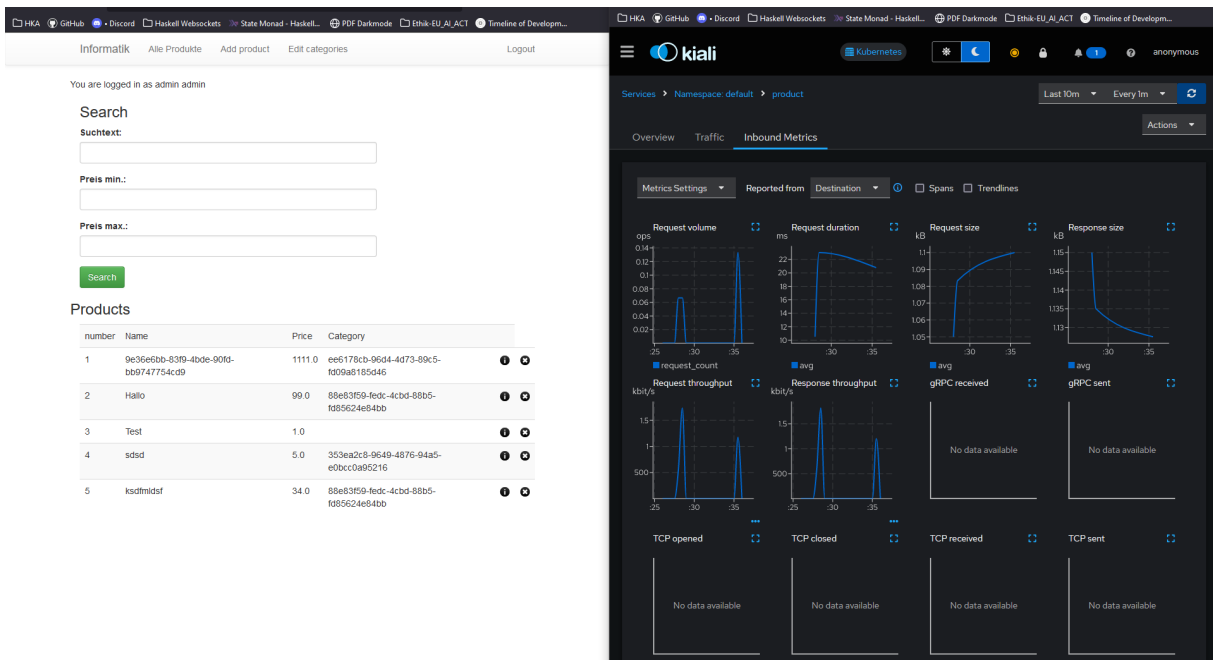 HKA GitHub • Discord Haskell Websockets State Monad - Haskell... PDF Darkmode Ethik-EU_AI_ACT Timeline of Developm...
Informatik Alle Produkte Add product Edit categories Logout
You are logged in as admin admin
Search
Suchtext:
Preis min.:
Preis max.:
Search
Products
number Name Price Category
1 9e36e6bb-83f9-4bde-90fd- 1111.0 ee6178cb-96d4-4d73-89c5-
bb9747754cd9 fd09a8185d46
2 Hallo 99.0 88e83f59-fedc-4cbd-88b5-
fd85624e84bb
3 Test 1.0
4 sdsd 5.0 353ea2c8-9649-4876-94a5-
e0bcc0a95216
5 ksdfmldsf 34.0 88e83f59-fedc-4cbd-88b5-
fd85624e84bb
HKA GitHub • Discord Haskell Websockets State Monad - Haskell... PDF Darkmode Ethik-EU_AI_ACT Timeline of Developm...
kiali Kubernetes 1 anonymous
Services Namespace: default product Last 10m Every 1m
Actions
Overview Traffic Inbound Metrics
Metrics Settings Reported from Destination Spans Trendlines
Request volume Request duration Request size Response size
ops ms kB kB
0.14 0.12 0.1 0.08 0.06 0.04 0.02
:25 :30 :35
request_count
22 20 18 16 14 12 10
:30 :35
avg
1.1 1.09 1.08 1.07 1.06 1.05
:30 :35
avg
1.15 1.145 1.14 1.135 1.13
:30 :35
avg
Request throughput Response throughput gRPC received gRPC sent
kbit/s kbit/s
1.5 1 500
:25 :30 :35
1.5 1 500
:25 :30 :35
No data available No data available
TCP opened TCP closed TCP received TCP sent
No data available No data available No data available No data available